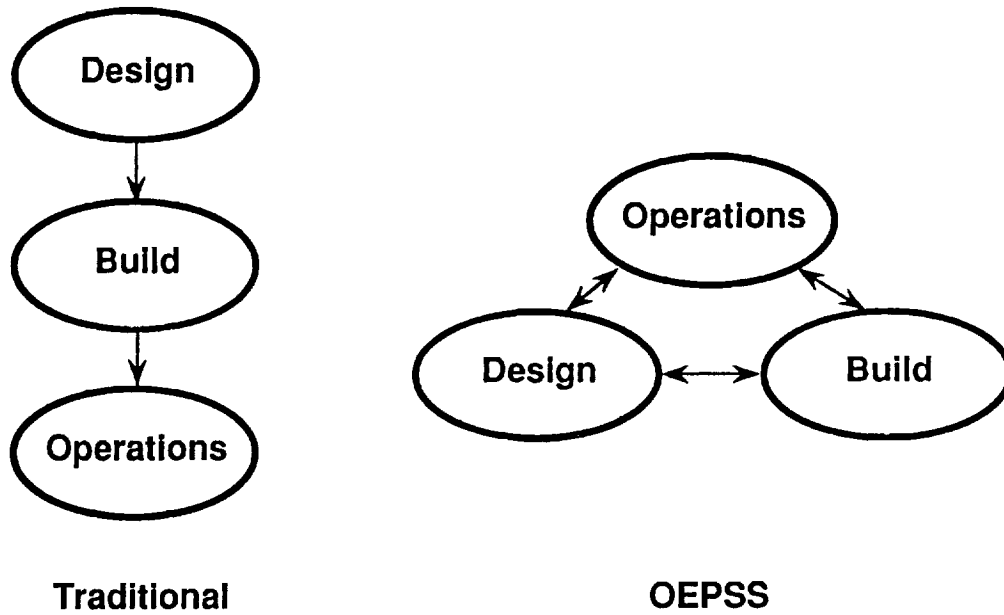 Design
Build
Operations
Traditional
Operations
Design
Build
OEPSS